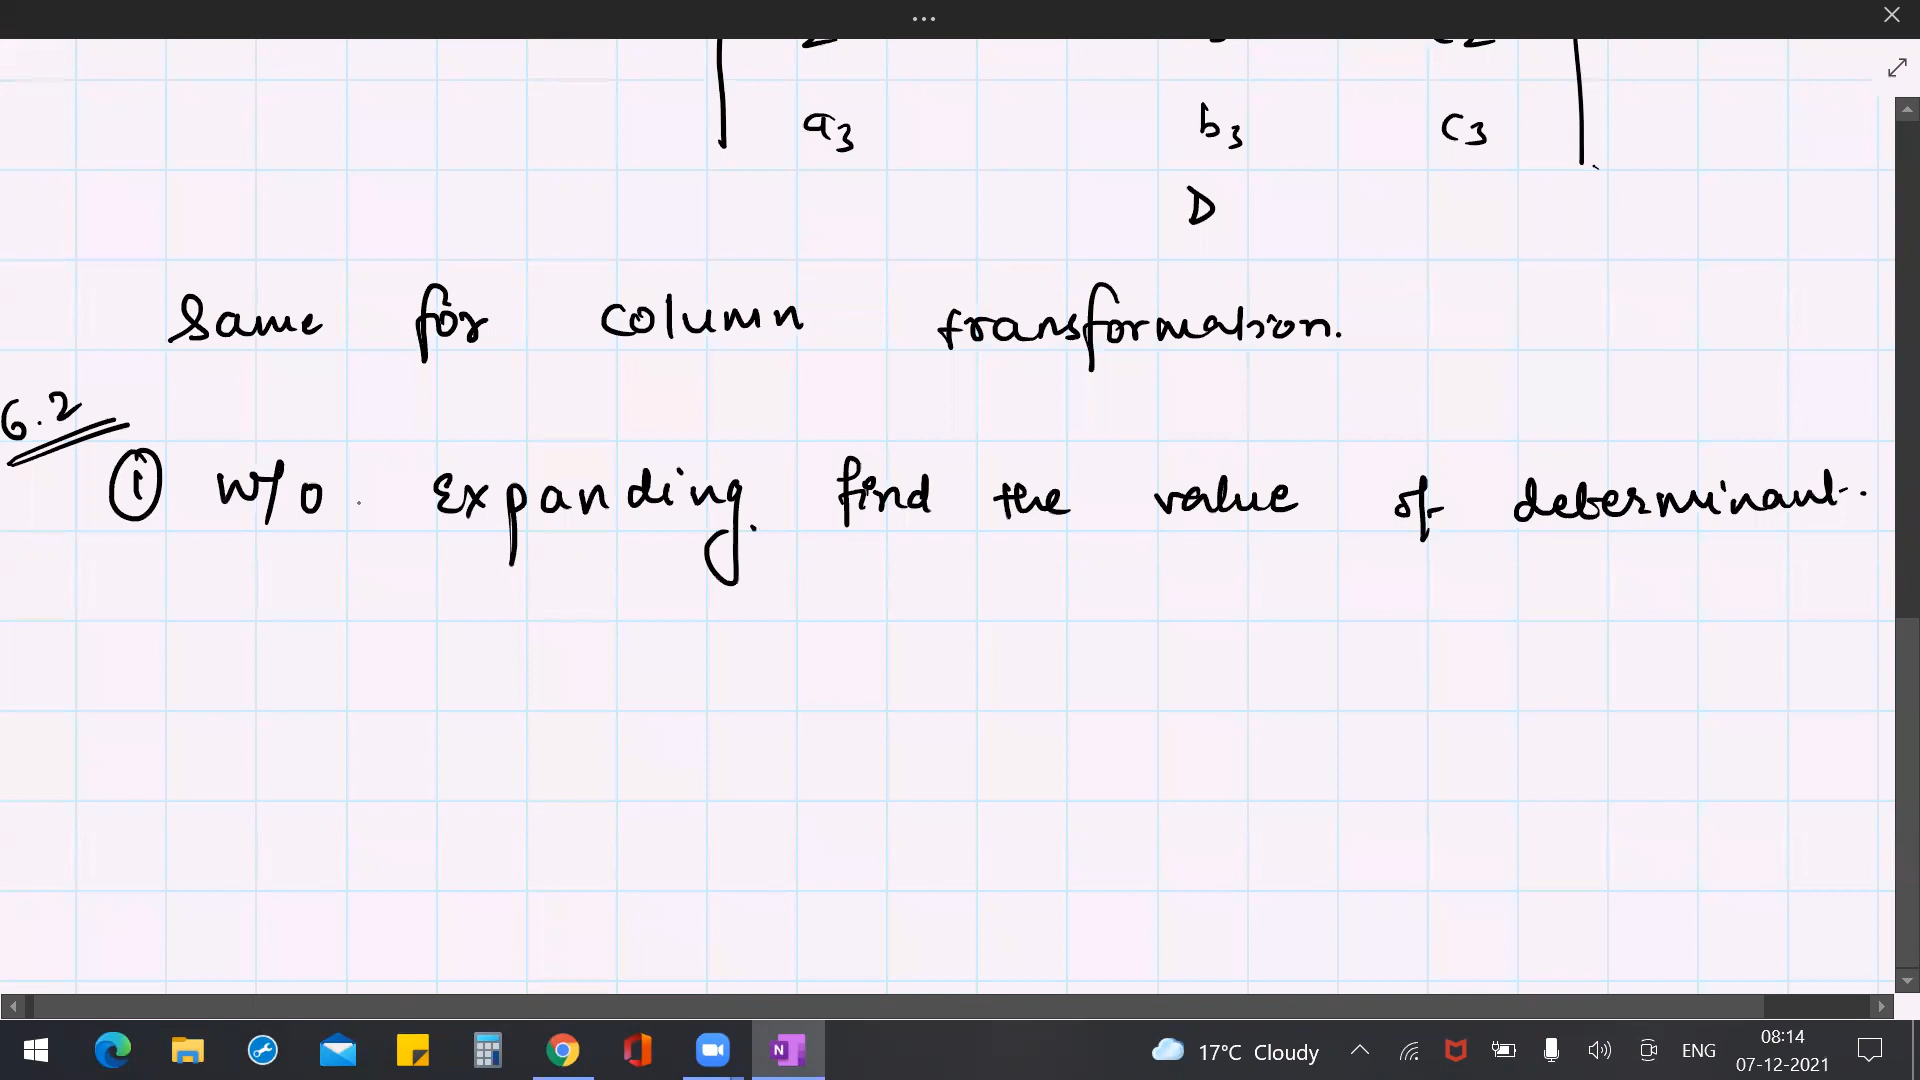 a3 b3 c3
D
Same for column transformation.
6.2
① w/o. Expanding find the value of determinant.
17°C Cloudy
ENG
08:14
07-12-2021